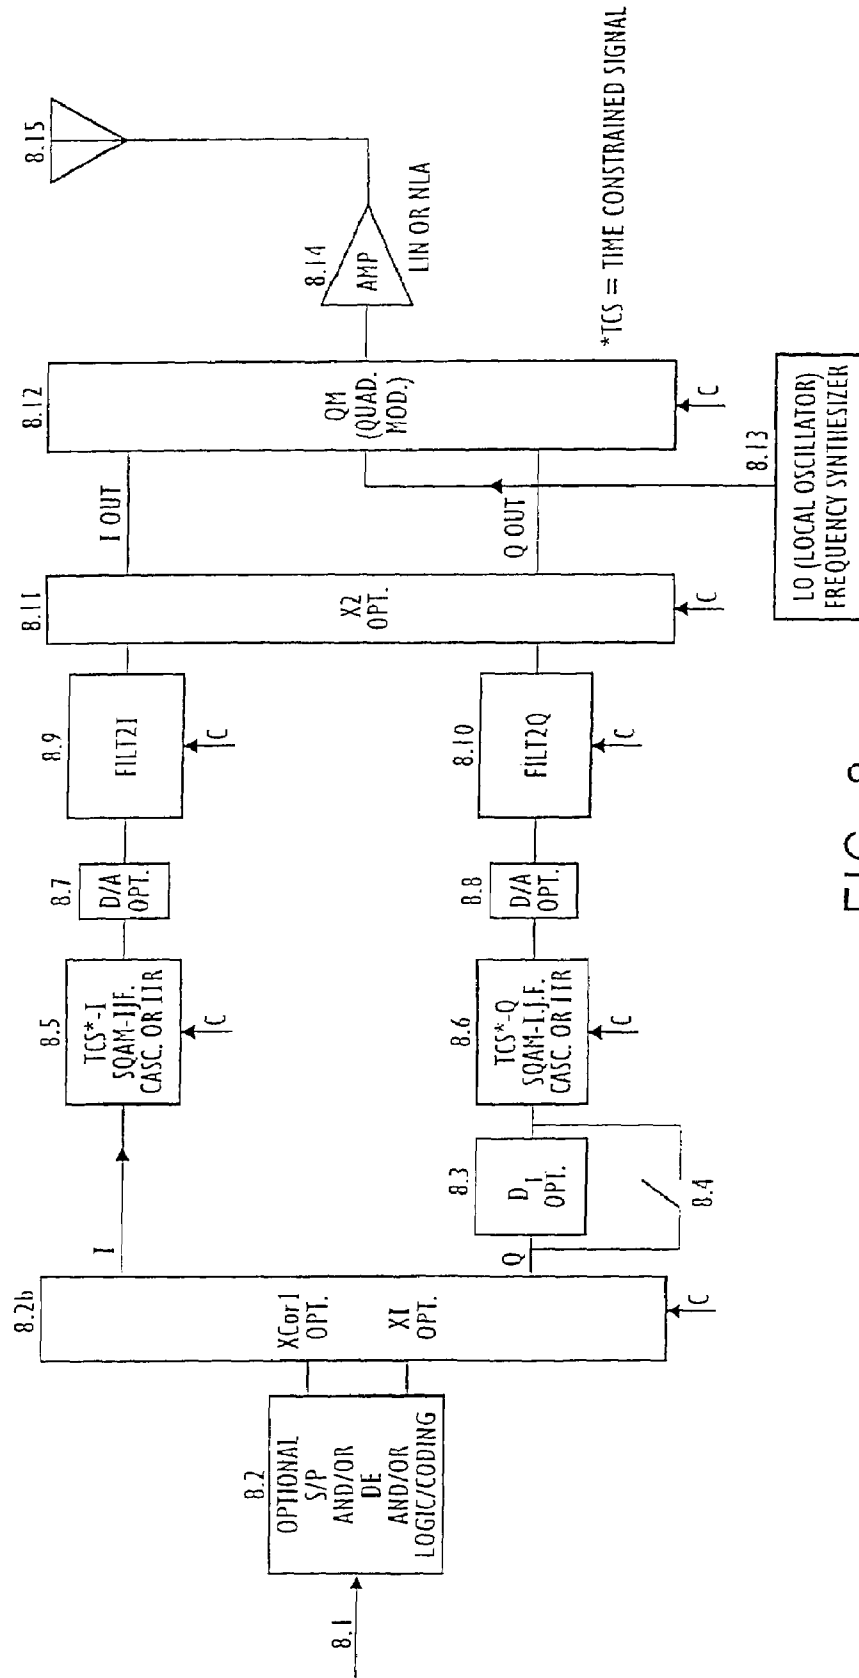 8.1
8.2
OPTIONAL
S/P
AND/OR
DE
AND/OR
LOGIC/CODING
8.2b
XCor1
OPT.
X1
OPT.
C
I
Q
8.3
D1
OPT.
8.4
8.5
TCS*-I
SQAM-IJF.
CASC. OR IIR
C
8.6
TCS*-Q
SQAM-I.J.F.
CASC. OR IIR
C
8.7
D/A
OPT.
8.8
D/A
OPT.
8.9
FILT2I
C
8.10
FILT2Q
C
8.11
X2
OPT.
C
I OUT
Q OUT
8.12
QM
(QUAD.
MOD.)
C
8.13
LO (LOCAL OSCILLATOR)
FREQUENCY SYNTHESIZER
8.14
AMP
LIN OR NLA
8.15
*TCS = TIME CONSTRAINED SIGNAL